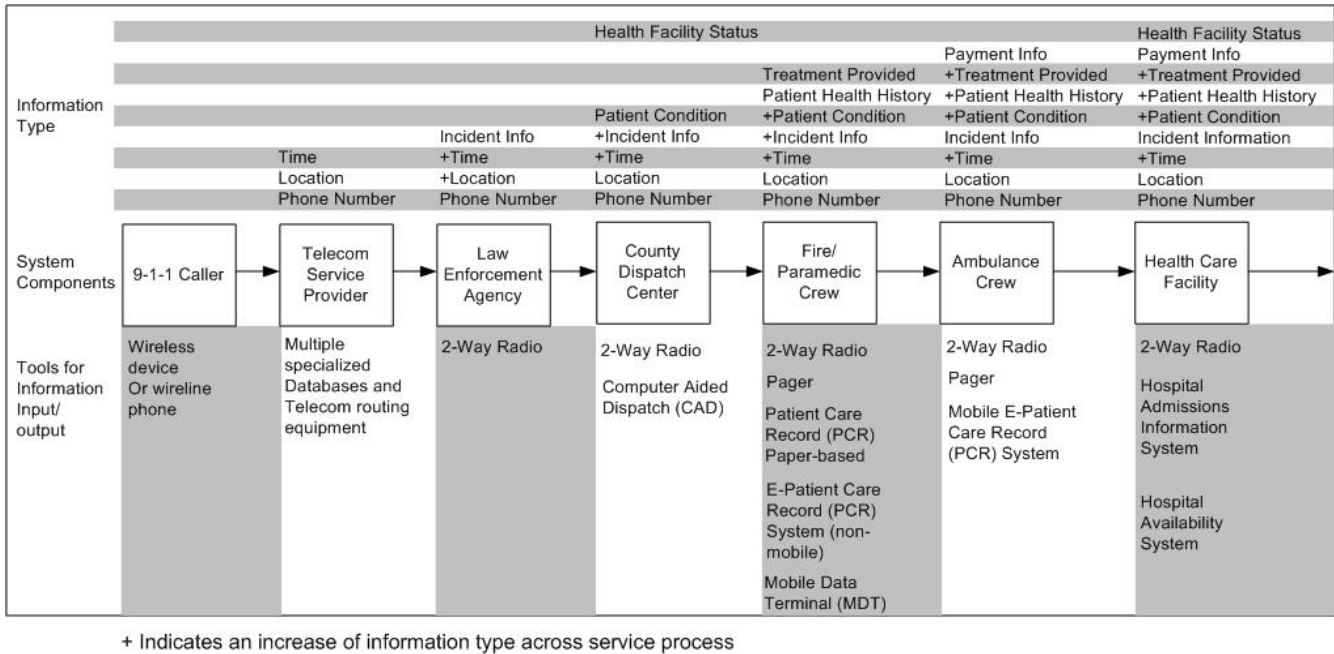 Health Facility Status Health Facility Status
Payment Info Payment Info
Treatment Provided +Treatment Provided +Treatment Provided
Patient Health History +Patient Health History +Patient Health History
Information
Type
Patient Condition +Patient Condition +Patient Condition +Patient Condition
Incident Info +Incident Info +Incident Info Incident Info Incident Information
Time +Time +Time +Time +Time +Time
Location +Location Location Location Location Location
Phone Number Phone Number Phone Number Phone Number Phone Number Phone Number
System
Components
9-1-1 Caller
Telecom
Service
Provider
Law
Enforcement
Agency
County
Dispatch
Center
Fire/
Paramedic
Crew
Ambulance
Crew
Health Care
Facility
Tools for
Information
Input/
output
Wireless
device
Or wireline
phone
Multiple
specialized
Databases and
Telecom routing
equipment
2-Way Radio
2-Way Radio
Computer Aided
Dispatch (CAD)
2-Way Radio
Pager
Patient Care
Record (PCR)
Paper-based
E-Patient Care
Record (PCR)
System (non-
mobile)
Mobile Data
Terminal (MDT)
2-Way Radio
Pager
Mobile E-Patient
Care Record
(PCR) System
2-Way Radio
Hospital
Admissions
Information
System
Hospital
Availability
System
+ Indicates an increase of information type across service process